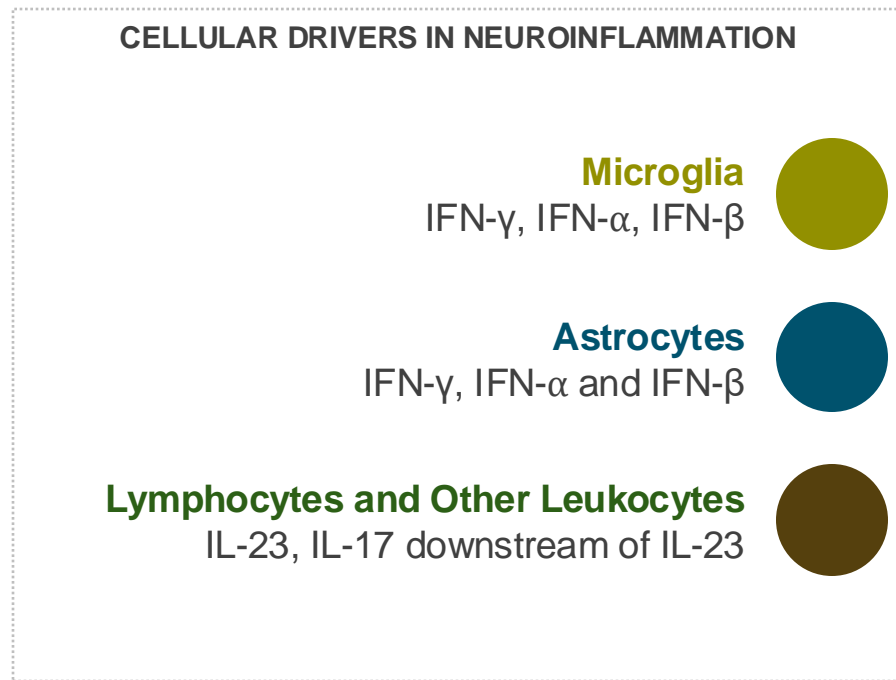 CELLULAR DRIVERS IN NEUROINFLAMMATION
Microglia
IFN-γ, IFN-α, IFN-β
Astrocytes
IFN-γ, IFN-α and IFN-β
Lymphocytes and Other Leukocytes
IL-23, IL-17 downstream of IL-23